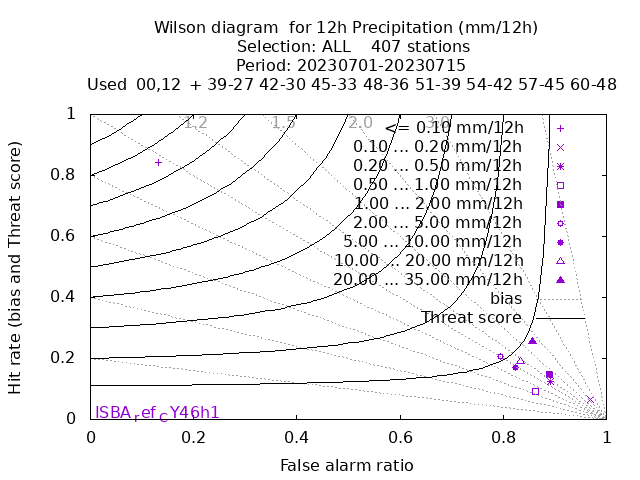 Wilson diagram  for 12h Precipitation (mm/12h)
Selection: ALL    407 stations
Period: 20230701-20230715
Used  00,12  + 39-27 42-30 45-33 48-36 51-39 54-42 57-45 60-48
1.2 1.5 2.0 3.0
<= 0.10 mm/12h
0.10 ... 0.20 mm/12h
0.20 ... 0.50 mm/12h
0.50 ... 1.00 mm/12h
1.00 ... 2.00 mm/12h
2.00 ... 5.00 mm/12h
5.00 ... 10.00 mm/12h
10.00 ... 20.00 mm/12h
20.00 ... 35.00 mm/12h
bias
Threat score
Hit rate (bias and Threat score)
1
0.8
0.6
0.4
0.2
0
ISBA_ref_CY46h1
0 0.2 0.4 0.6 0.8 1
False alarm ratio